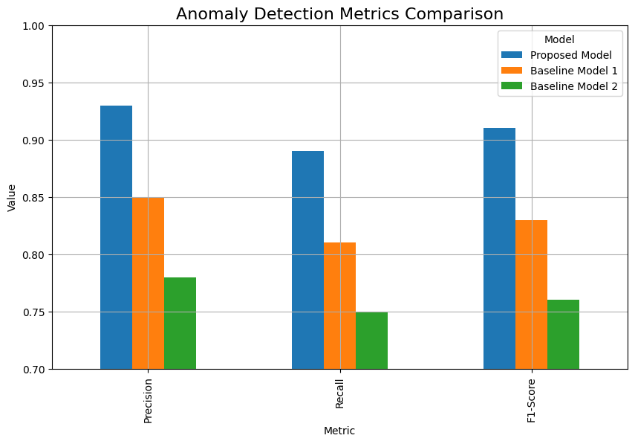 Anomaly Detection Metrics Comparison
Model
Proposed Model
Baseline Model 1
Baseline Model 2
1.00
0.95
0.90
0.85
0.80
0.75
0.70
Value
Precision
Recall
F1-Score
Metric